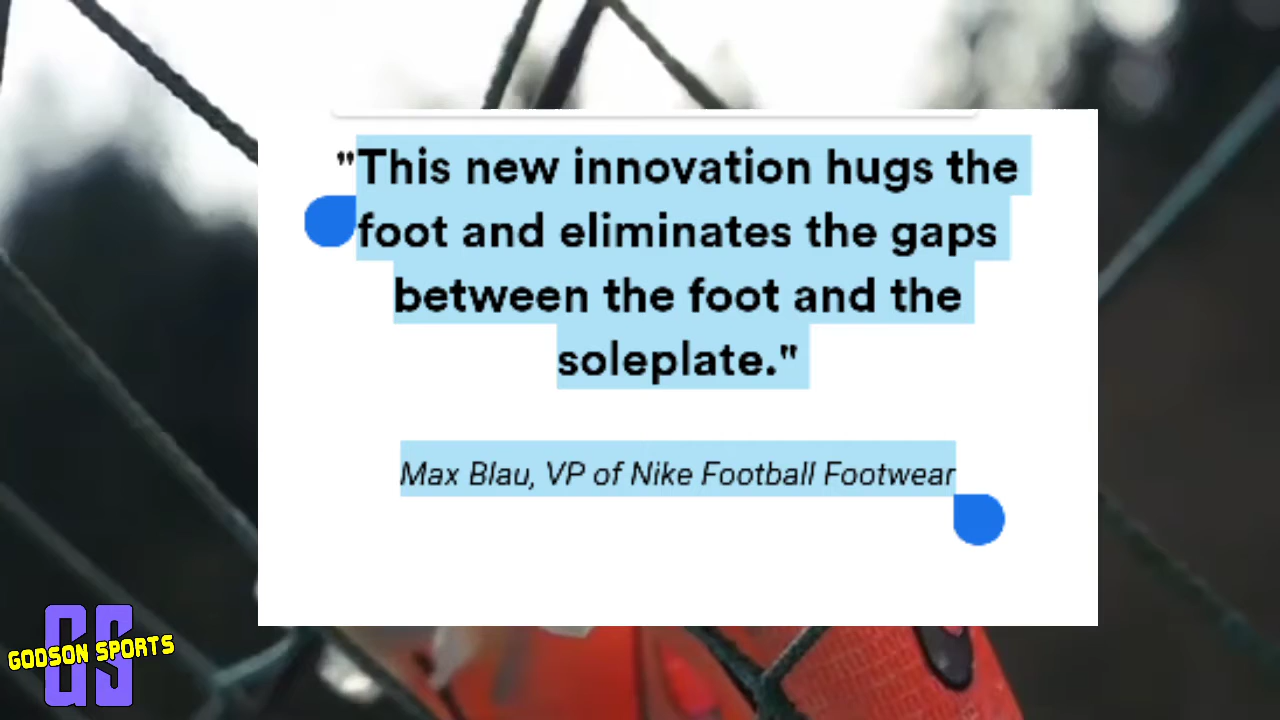 "This new innovation hugs the
foot and eliminates the gaps
between the foot and the
soleplate."
Max Blau, VP of Nike Football Footwear
GS
GODSON SPORTS